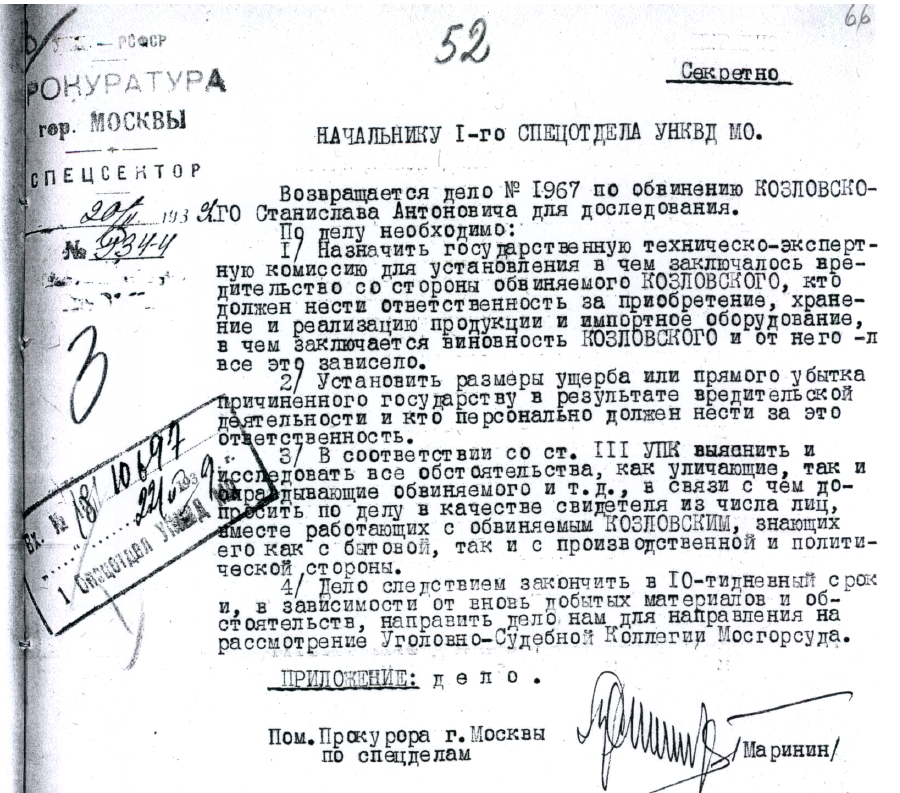 66
52
РСФСР
Секретно
ПРОКУРАТУРА
гор. МОСКВЫ
СПЕЦСЕКТОР
НАЧАЛЬНИКУ I-го СПЕЦОТДЕЛА УНКВД МО.
Возвращается дело № 1967 по обвинению КОЗЛОВСКО-
ГО Станислава Антоновича для доследования.
193
№
По делу необходимо:
1/ Назначить государственную техническо-эксперт-
ную комиссию для установления в чем заключалось вре-
дительство со стороны обвиняемого КОЗЛОВСКОГО, кто
должен нести ответственность за приобретение, хране-
ние и реализацию продукции и импортное оборудование,
в чем заключается виновность КОЗЛОВСКОГО и от него -л
все это зависело.
2/ Установить размеры ущерба или прямого убытка
причиненного государству в результате вредительской
деятельности и кто персонально должен нести за это
ответственность.
3/ В соответствии со ст. III УПК выяснить и
исследовать все обстоятельства, как уличающие, так и
оправдывающие обвиняемого и т.д., в связи с чем до-
просить по делу в качестве свидетеля из числа лиц,
вместе работающих с обвиняемым КОЗЛОВСКИМ, знающих
его как с бытовой, так и с производственной и полити-
ческой стороны.
4/ Дело следствием закончить в 10-тидневный срок
и, в зависимости от вновь добытых материалов и об-
стоятельств, направить дело нам для направления на
рассмотрение Уголовно-Судебной Коллегии Мосгорсуда.
3
Вх. № 18/ 10697
1 Спецотдел УНКВД МО
ПРИЛОЖЕНИЕ: дело.
Пом.Прокурора г.Москвы
по спецделам
/Маринин/